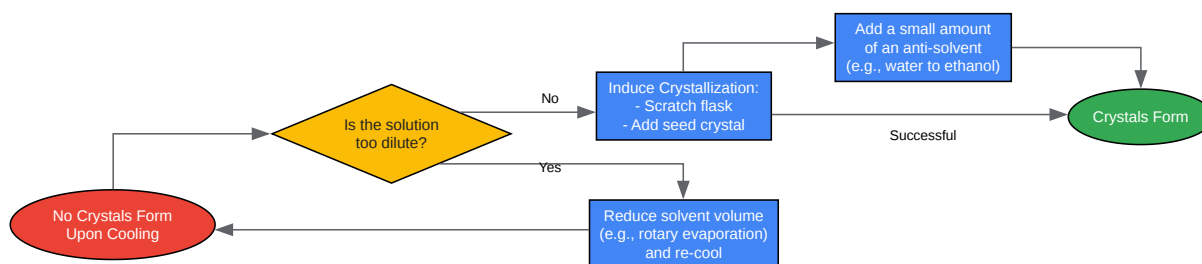 No Crystals Form
Upon Cooling
Is the solution
too dilute?
No
Yes
Induce Crystallization:
- Scratch flask
- Add seed crystal
Reduce solvent volume
(e.g., rotary evaporation)
and re-cool
Add a small amount
of an anti-solvent
(e.g., water to ethanol)
Successful
Crystals Form